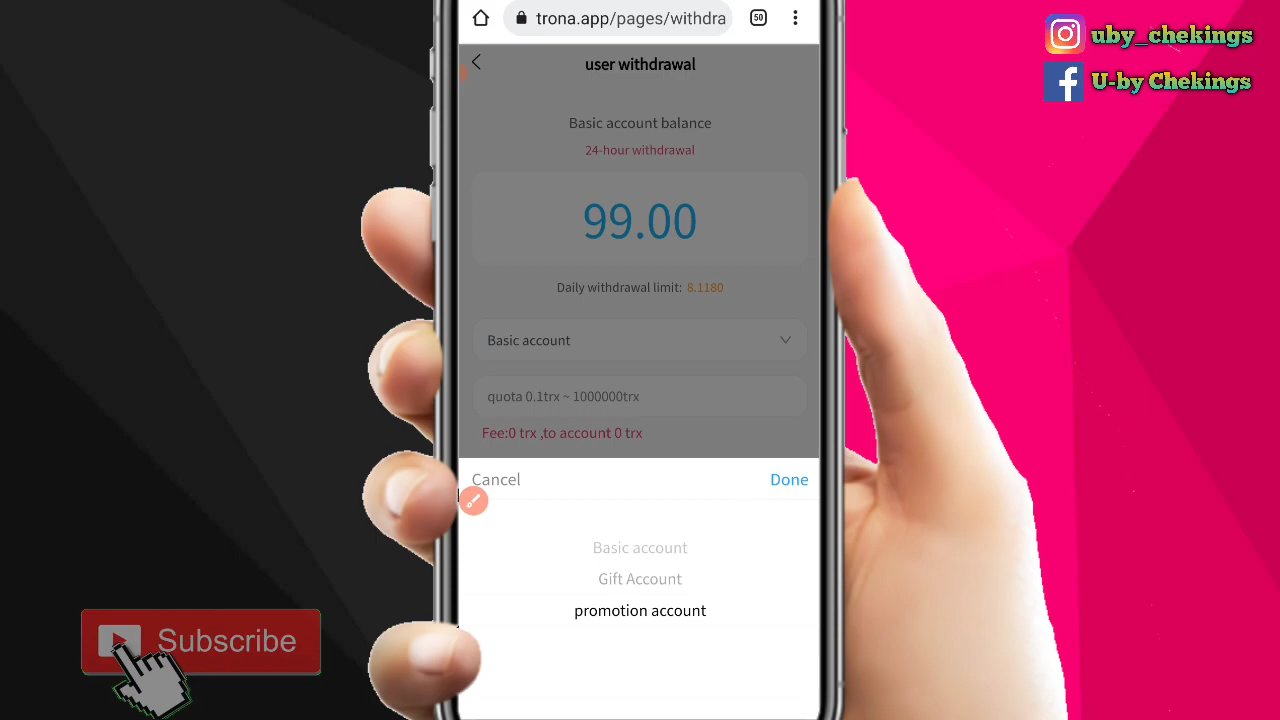 trona.app/pages/withdra
50
uby_chekings
U-by Chekings
user withdrawal
Basic account balance
24-hour withdrawal
99.00
Daily withdrawal limit: 8.1180
Basic account
quota 0.1trx ~ 1000000trx
Fee:0 trx ,to account 0 trx
Cancel Done
Basic account
Gift Account
promotion account
Subscribe